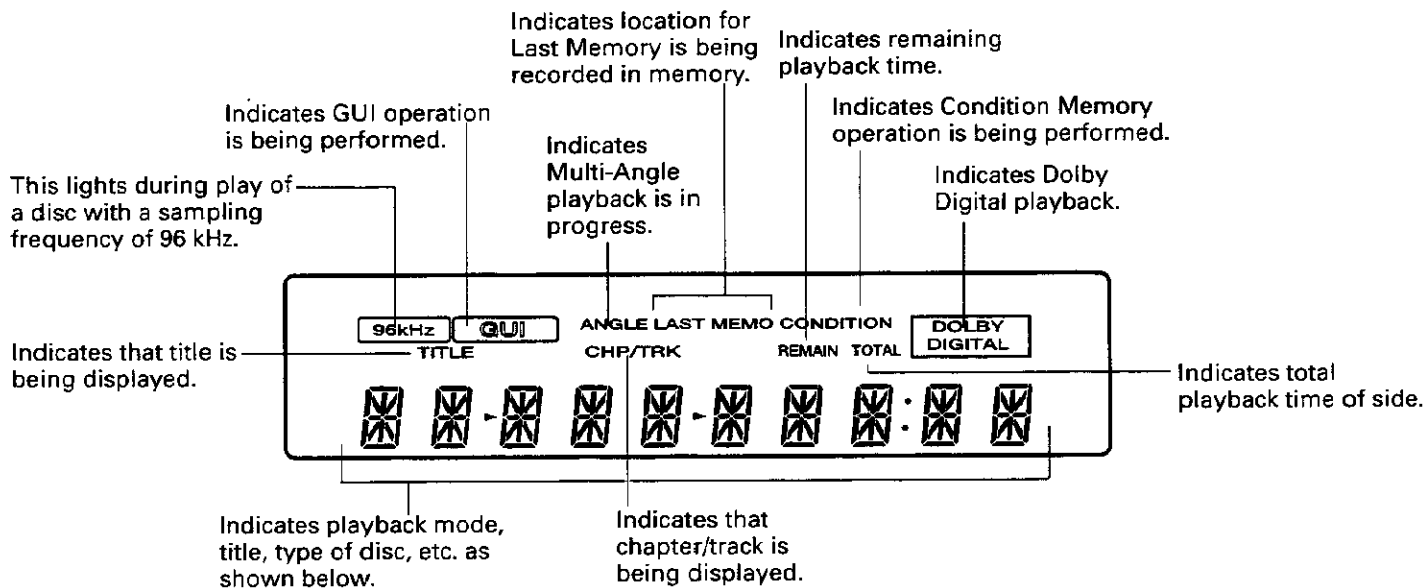 Indicates location for
Last Memory is being
recorded in memory.
Indicates remaining
playback time.
Indicates GUI operation
is being performed.
Indicates
Multi-Angle
playback is in
progress.
Indicates Condition Memory
operation is being performed.
This lights during play of
a disc with a sampling
frequency of 96 kHz.
Indicates Dolby
Digital playback.
96kHz GUI ANGLE LAST MEMO CONDITION DOLBY
DIGITAL
TITLE CHP/TRK REMAIN TOTAL
Indicates that title is
being displayed.
Indicates total
playback time of side.
Indicates playback mode,
title, type of disc, etc. as
shown below.
Indicates that
chapter/track is
being displayed.